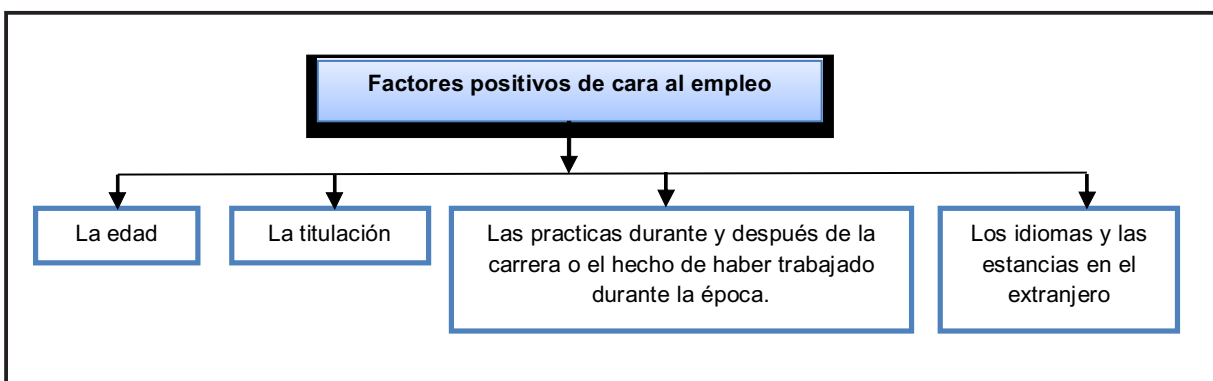 Factores positivos de cara al empleo
La edad
La titulación
Las practicas durante y después de la
carrera o el hecho de haber trabajado
durante la época.
Los idiomas y las
estancias en el
extranjero